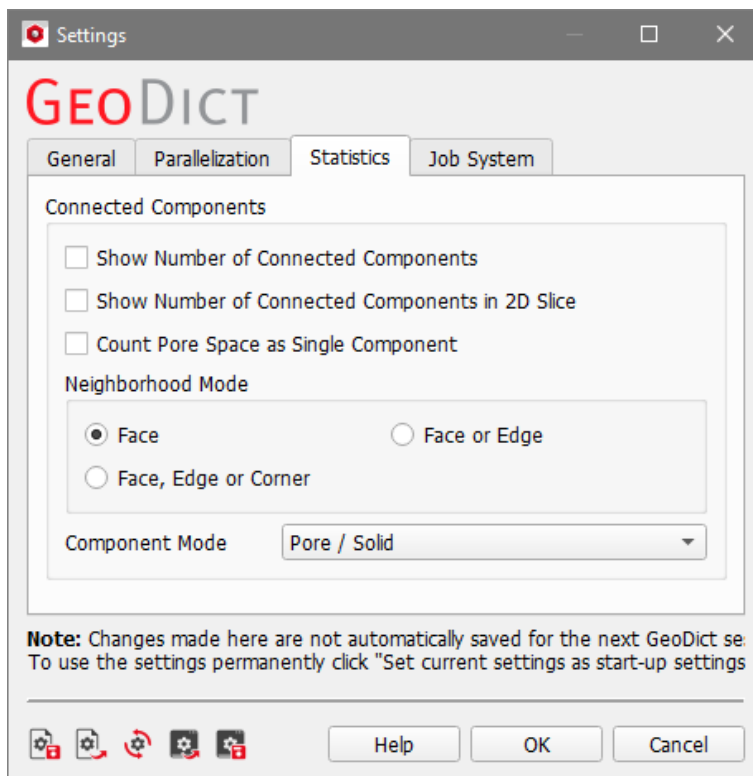 Settings
GEODICT
General Parallelization Statistics Job System
Connected Components
Show Number of Connected Components
Show Number of Connected Components in 2D Slice
Count Pore Space as Single Component
Neighborhood Mode
Face Face or Edge
Face, Edge or Corner
Component Mode Pore / Solid
Note: Changes made here are not automatically saved for the next GeoDict se
To use the settings permanently click "Set current settings as start-up settings
Help OK Cancel